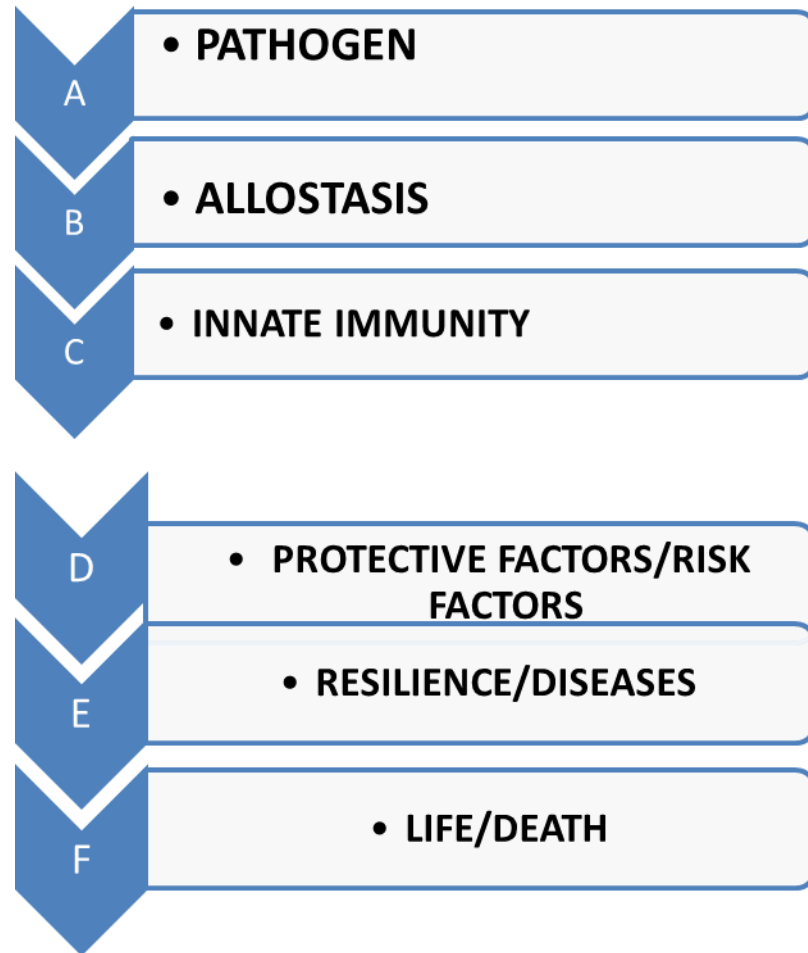 A
• PATHOGEN
B
• ALLOSTASIS
C
• INNATE IMMUNITY
D
• PROTECTIVE FACTORS/RISK
FACTORS
E
• RESILIENCE/DISEASES
F
• LIFE/DEATH